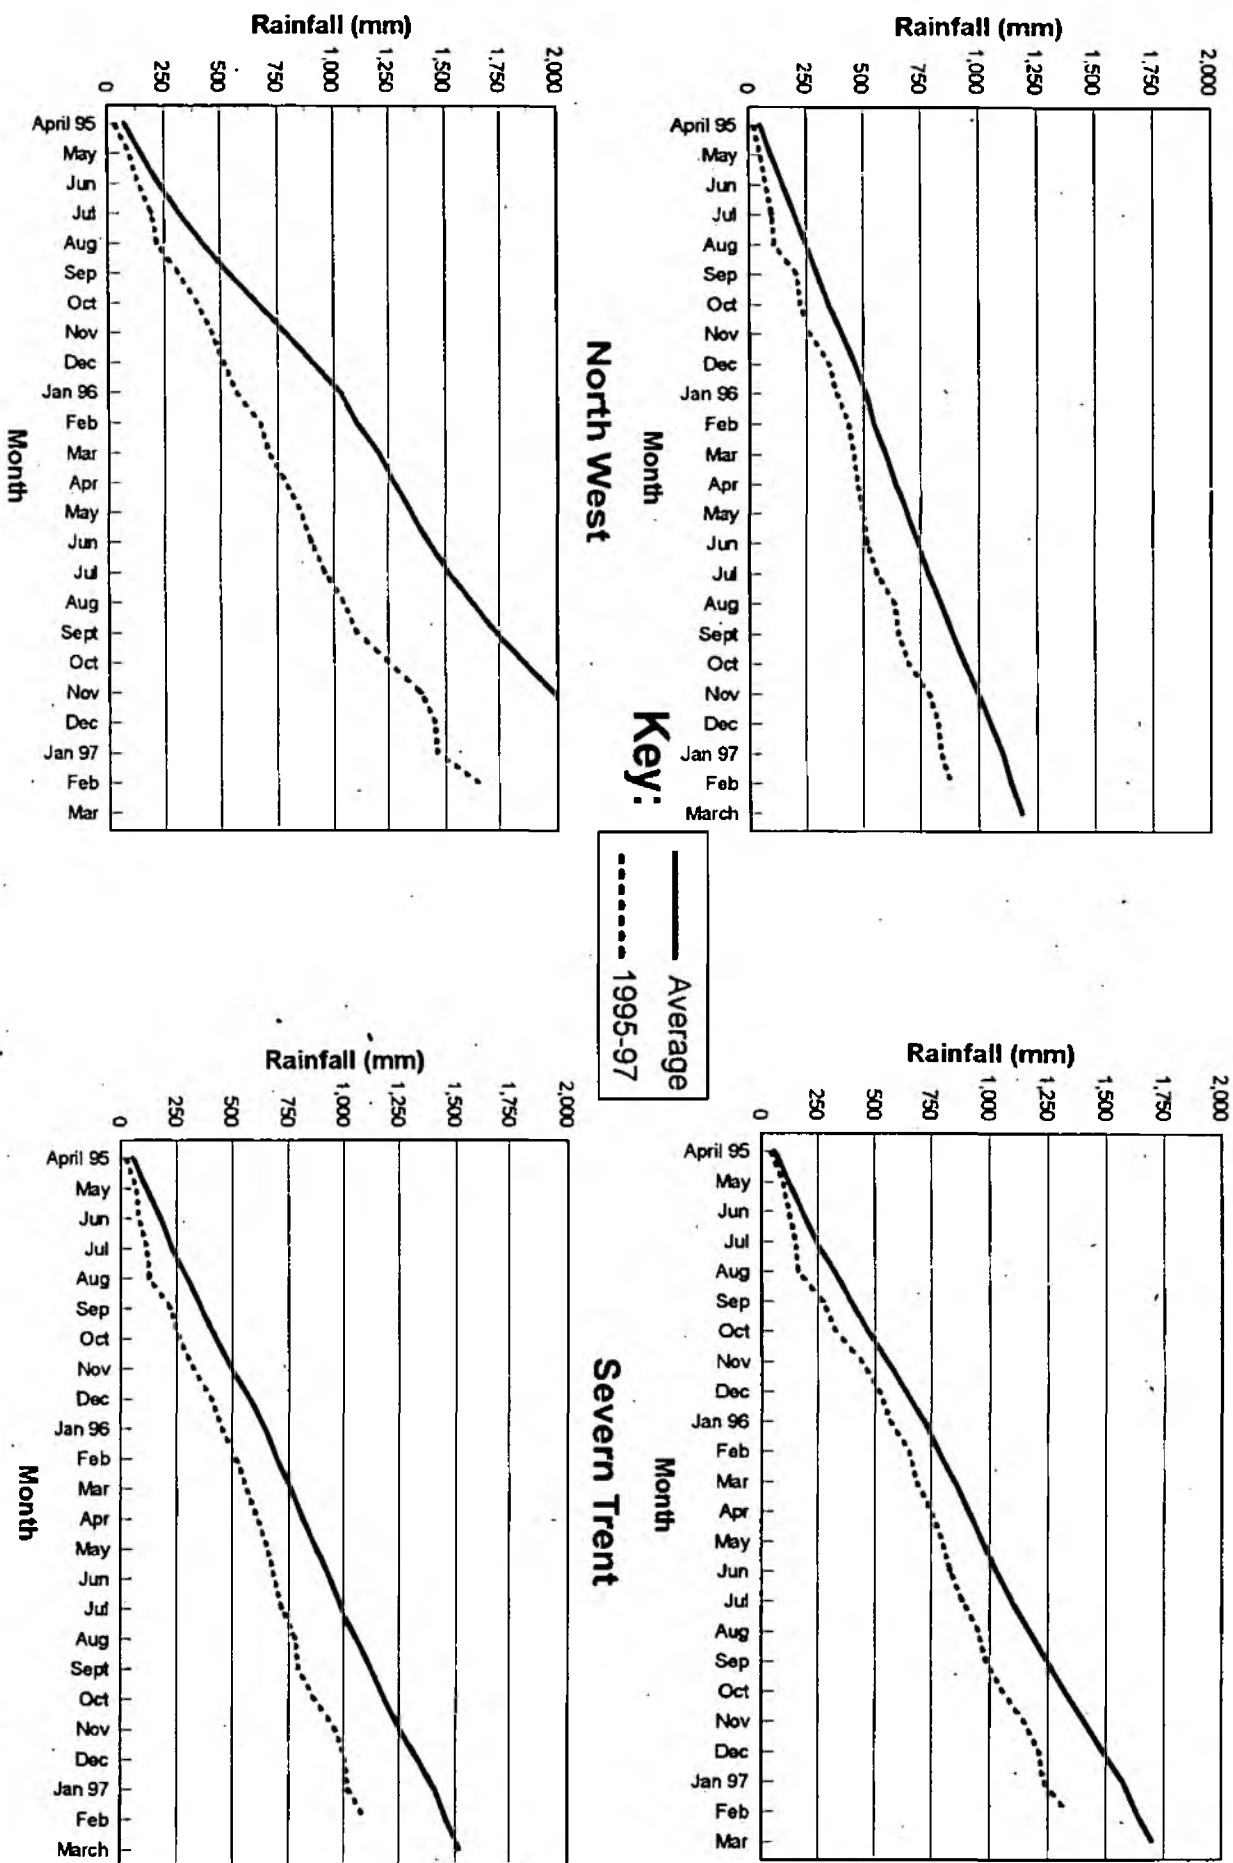 Rainfall (mm)
2,000
1,750
1,500
1,250
1,000
750
500
250
0
April 95
May
Jun
Jul
Aug
Sep
Oct
Nov
Dec
Jan 96
Feb
Mar
Apr
May
Jun
Jul
Aug
Sept
Oct
Nov
Dec
Jan 97
Feb
March
Month
Rainfall (mm)
2,000
1,750
1,500
1,250
1,000
750
500
250
0
April 95
May
Jun
Jul
Aug
Sep
Oct
Nov
Dec
Jan 96
Feb
Mar
Apr
May
Jun
Jul
Aug
Sep
Oct
Nov
Dec
Jan 97
Feb
Mar
Month
Key:
Average
1995-97
North West
Rainfall (mm)
2,000
1,750
1,500
1,250
1,000
750
500
250
0
April 95
May
Jun
Jul
Aug
Sep
Oct
Nov
Dec
Jan 96
Feb
Mar
Apr
May
Jun
Jul
Aug
Sept
Oct
Nov
Dec
Jan 97
Feb
Mar
Month
Severn Trent
Rainfall (mm)
2,000
1,750
1,500
1,250
1,000
750
500
250
0
April 95
May
Jun
Jul
Aug
Sep
Oct
Nov
Dec
Jan 96
Feb
Mar
Apr
May
Jun
Jul
Aug
Sept
Oct
Nov
Dec
Jan 97
Feb
March
Month